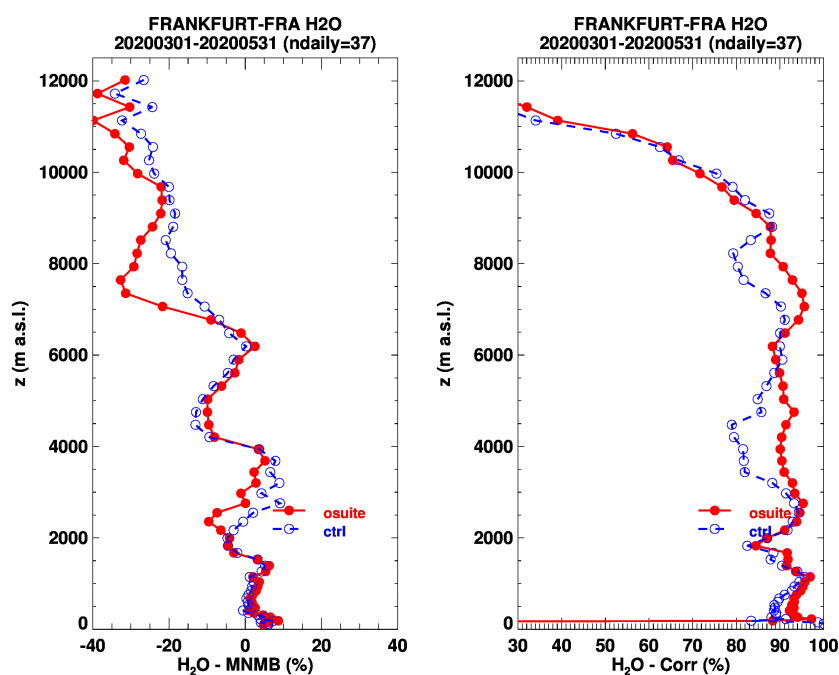 FRANKFURT-FRA H2O
20200301-20200531 (ndaily=37)
12000
10000
8000
6000
4000
2000
0
z (m a.s.l.)
osuite
ctrl
-40
-20
0
20
40
H₂O - MNMB (%)
FRANKFURT-FRA H2O
20200301-20200531 (ndaily=37)
12000
10000
8000
6000
4000
2000
0
z (m a.s.l.)
osuite
ctrl
30
40
50
60
70
80
90
100
H₂O - Corr (%)